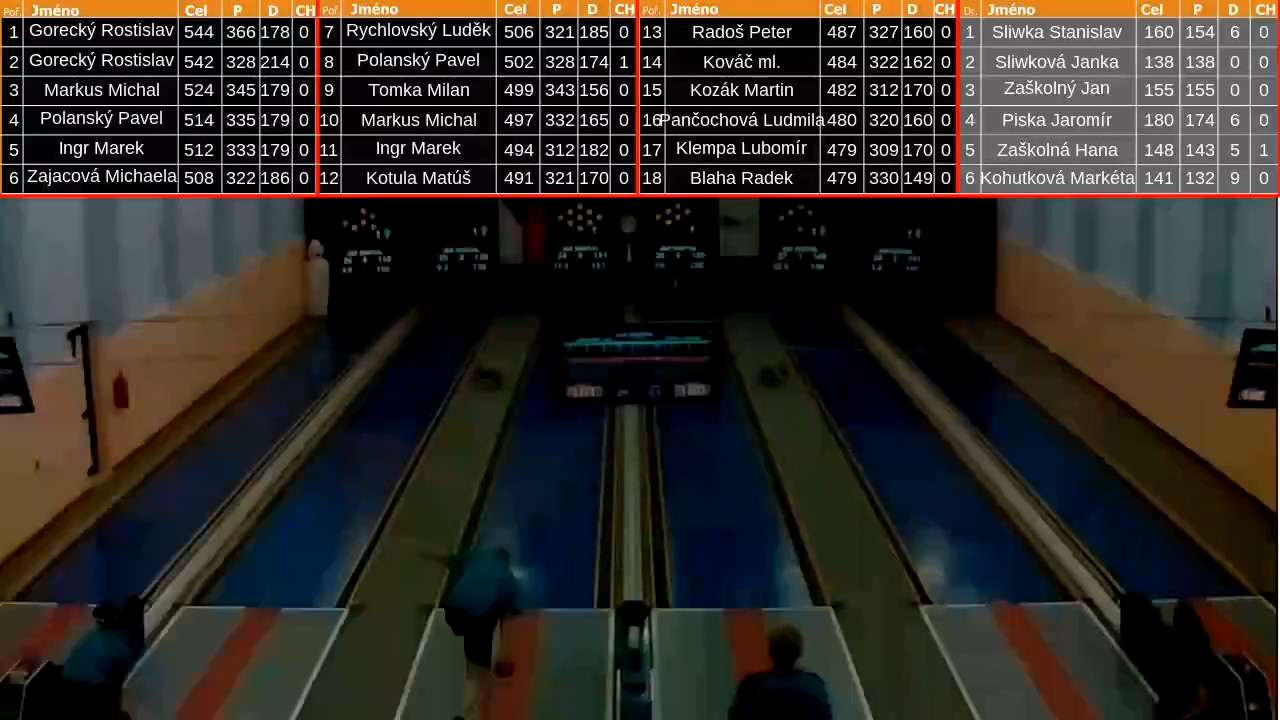 Poř. Jméno Cel P D CH
1 Gorecký Rostislav 544 366 178 0
2 Gorecký Rostislav 542 328 214 0
3 Markus Michal 524 345 179 0
4 Polanský Pavel 514 335 179 0
5 Ingr Marek 512 333 179 0
6 Zajacová Michaela 508 322 186 0
Poř. Jméno Cel P D CH
7 Rychlovský Luděk 506 321 185 0
8 Polanský Pavel 502 328 174 1
9 Tomka Milan 499 343 156 0
10 Markus Michal 497 332 165 0
11 Ingr Marek 494 312 182 0
12 Kotula Matúš 491 321 170 0
Poř. Jméno Cel P D CH
13 Radoš Peter 487 327 160 0
14 Kováč ml. 484 322 162 0
15 Kozák Martin 482 312 170 0
16 Pančochová Ludmila 480 320 160 0
17 Klempa Lubomír 479 309 170 0
18 Blaha Radek 479 330 149 0
Dr. Jméno Cel P D CH
1 Sliwka Stanislav 160 154 6 0
2 Sliwková Janka 138 138 0 0
3 Zaškolný Jan 155 155 0 0
4 Piska Jaromír 180 174 6 0
5 Zaškolná Hana 148 143 5 1
6 Kohutková Markéta 141 132 9 0